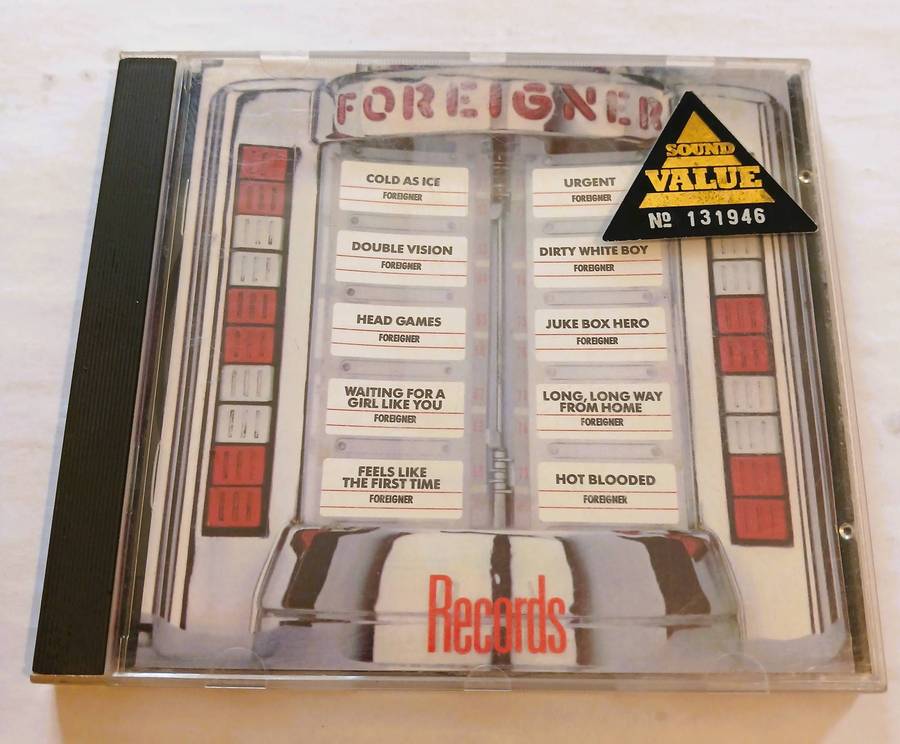 FOREIGNER
SOUND
VALUE
№ 131946
COLD AS ICE
FOREIGNER
DOUBLE VISION
FOREIGNER
HEAD GAMES
FOREIGNER
WAITING FOR A
GIRL LIKE YOU
FOREIGNER
FEELS LIKE
THE FIRST TIME
FOREIGNER
URGENT
FOREIGNER
DIRTY WHITE BOY
FOREIGNER
JUKE BOX HERO
FOREIGNER
LONG, LONG WAY
FROM HOME
FOREIGNER
HOT BLOODED
FOREIGNER
Records